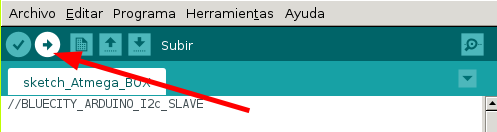 Archivo Editar Programa Herramientas Ayuda
Subir
sketch_Atmega_BOX
//BLUECITY_ARDUINO_I2c_SLAVE